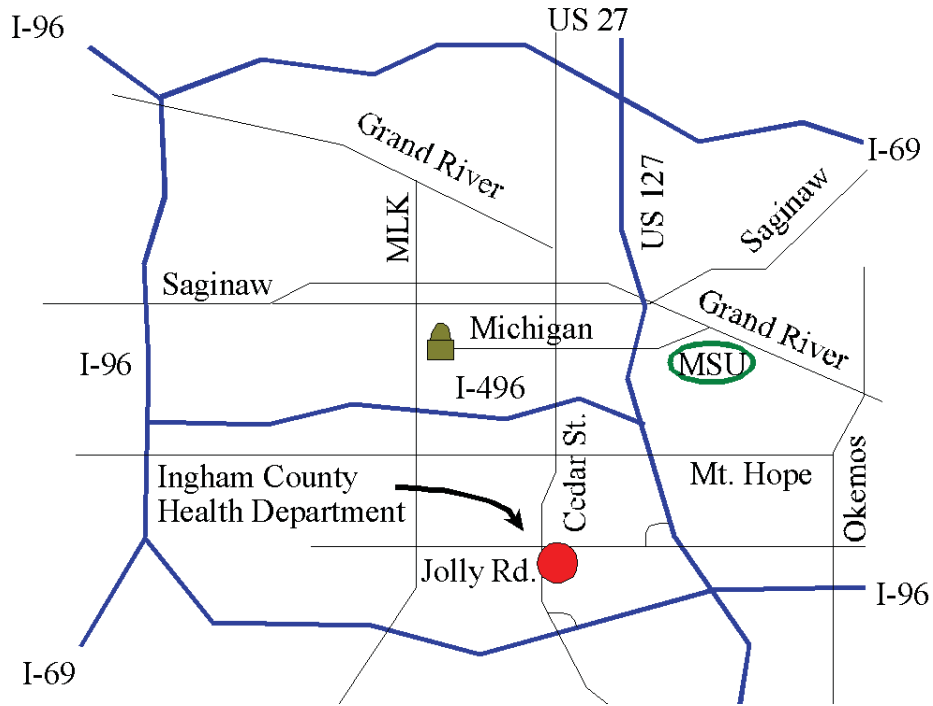 US 27
I-96
Grand River
I-69
MLK
US 127
Saginaw
Saginaw
Grand River
Michigan
MSU
I-96
I-496
Cedar St.
Mt. Hope
Okemos
Ingham County
Health Department
Jolly Rd.
I-96
I-69